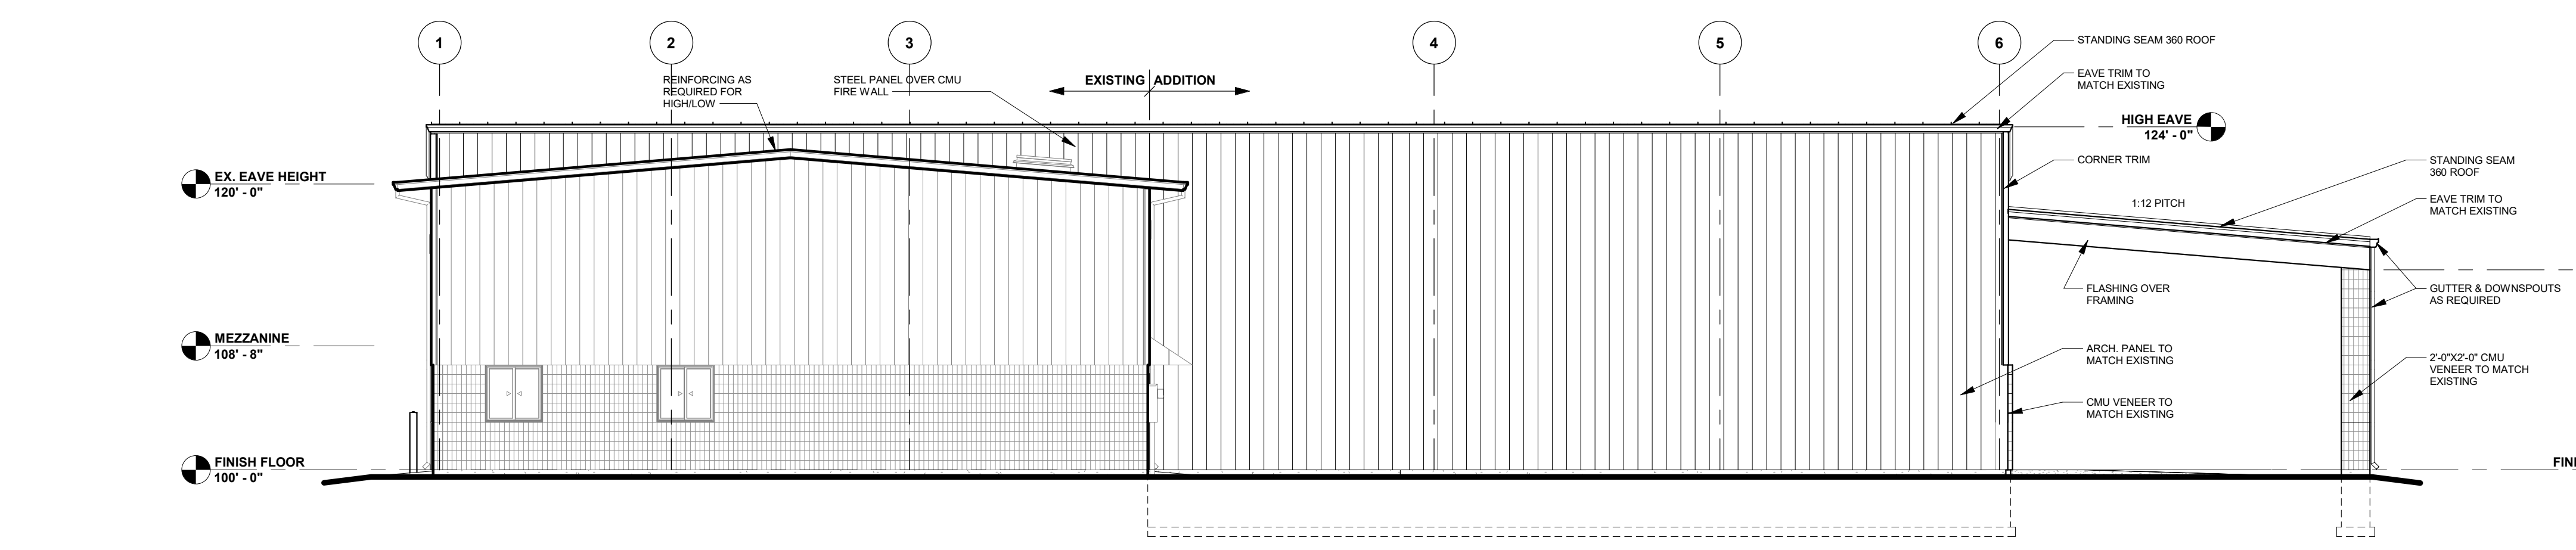 1
2
3
4
5
6
STANDING SEAM 360 ROOF
EAVE TRIM TO
MATCH EXISTING
REINFORCING AS
REQUIRED FOR
HIGH/LOW
STEEL PANEL OVER CMU
FIRE WALL
EXISTING ADDITION
HIGH EAVE
124' - 0"
CORNER TRIM
STANDING SEAM
360 ROOF
EX. EAVE HEIGHT
120' - 0"
1:12 PITCH
EAVE TRIM TO
MATCH EXISTING
FLASHING OVER
FRAMING
GUTTER & DOWNSPOUTS
AS REQUIRED
MEZZANINE
108' - 8"
ARCH. PANEL TO
MATCH EXISTING
2'-0"X2'-0" CMU
VENEER TO MATCH
EXISTING
CMU VENEER TO
MATCH EXISTING
FINISH FLOOR
100' - 0"